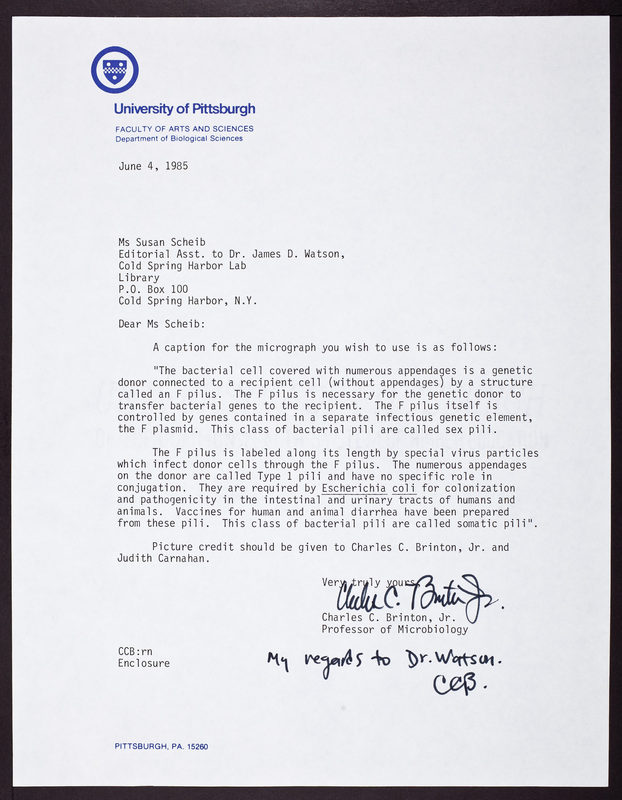 University of Pittsburgh
FACULTY OF ARTS AND SCIENCES
Department of Biological Sciences
June 4, 1985
Ms Susan Scheib
Editorial Asst. to Dr. James D. Watson,
Cold Spring Harbor Lab
Library
P.O. Box 100
Cold Spring Harbor, N.Y.
Dear Ms Scheib:
A caption for the micrograph you wish to use is as follows:
"The bacterial cell covered with numerous appendages is a genetic
donor connected to a recipient cell (without appendages) by a structure
called an F pilus. The F pilus is necessary for the genetic donor to
transfer bacterial genes to the recipient. The F pilus itself is
controlled by genes contained in a separate infectious genetic element,
the F plasmid. This class of bacterial pili are called sex pili.
The F pilus is labeled along its length by special virus particles
which infect donor cells through the F pilus. The numerous appendages
on the donor are called Type 1 pili and have no specific role in
conjugation. They are required by Escherichia coli for colonization
and pathogenicity in the intestinal and urinary tracts of humans and
animals. Vaccines for human and animal diarrhea have been prepared
from these pili. This class of bacterial pili are called somatic pili".
Picture credit should be given to Charles C. Brinton, Jr. and
Judith Carnahan.
Very truly yours,
Charles C. Brinton Jr.
Charles C. Brinton, Jr.
Professor of Microbiology
CCB:rn
Enclosure
My regards to Dr. Watson.
CCB.
PITTSBURGH, PA. 15260